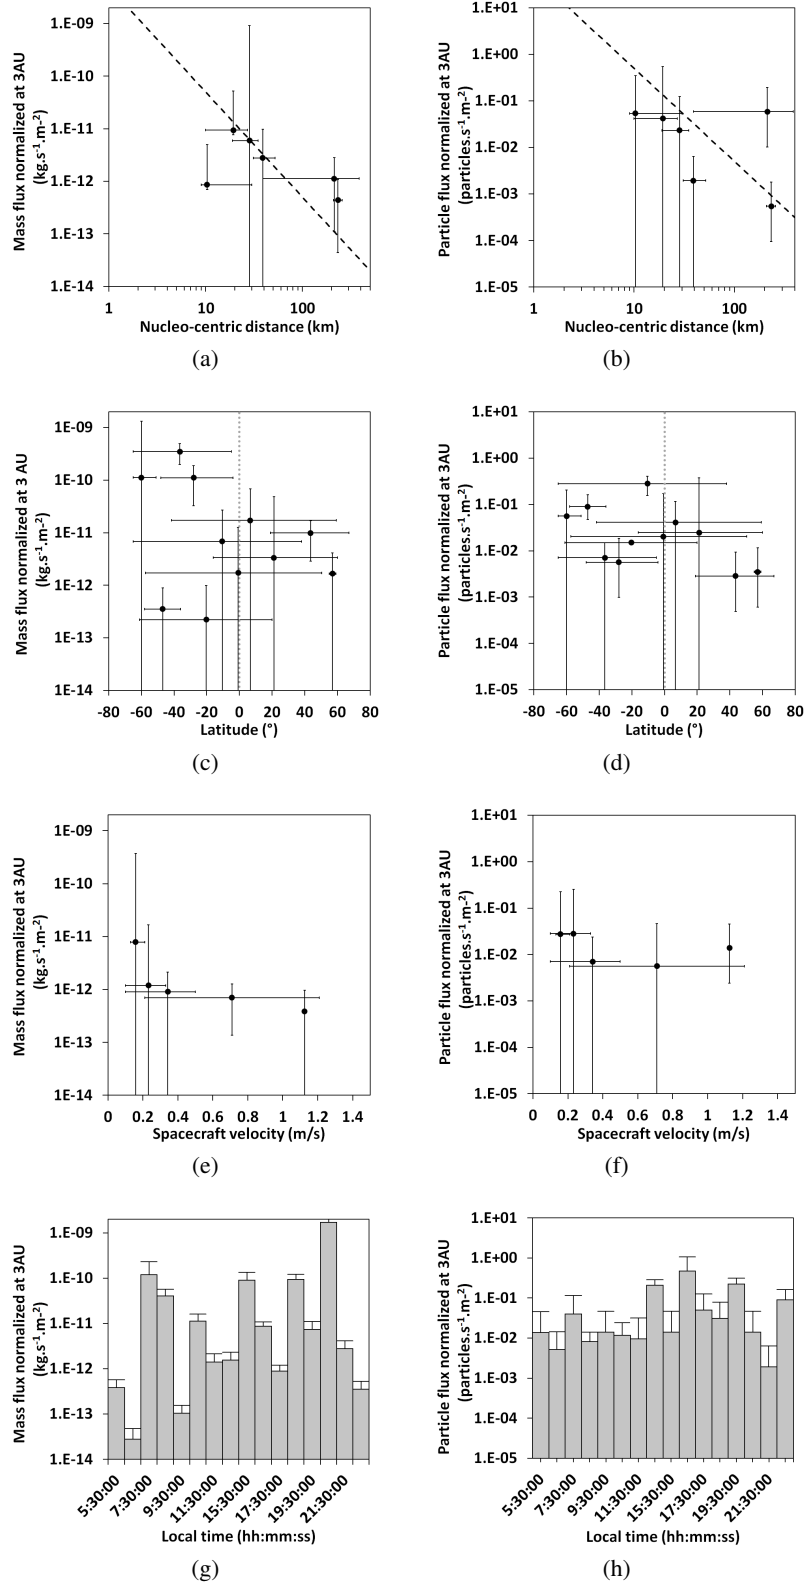 1.E-09
1.E-10
1.E-11
1.E-12
1.E-13
1.E-14
Mass flux normalized at 3AU
(kg.s-1.m-2)
1
10
100
Nucleo-centric distance (km)
(a)
1.E+01
1.E+00
1.E-01
1.E-02
1.E-03
1.E-04
1.E-05
Particle flux normalized at 3AU
(particles.s-1.m-2)
1
10
100
Nucleo-centric distance (km)
(b)
1E-09
1E-10
1E-11
1E-12
1E-13
1E-14
Mass flux normalized at 3 AU
(kg.s-1.m-2)
-80 -60 -40 -20 0 20 40 60 80
Latitude (°)
(c)
1.E+01
1.E+00
1.E-01
1.E-02
1.E-03
1.E-04
1.E-05
Particle flux normalized at 3AU
(particles.s-1.m-2)
-80 -60 -40 -20 0 20 40 60 80
Latitude (°)
(d)
1E-09
1E-10
1E-11
1E-12
1E-13
1E-14
Mass flux normalized at 3AU
(kg.s-1.m-2)
0 0.2 0.4 0.6 0.8 1 1.2 1.4
Spacecraft velocity (m/s)
(e)
1.E+01
1.E+00
1.E-01
1.E-02
1.E-03
1.E-04
1.E-05
Particle flux normalized at 3AU
(particles.s-1.m-2)
0 0.2 0.4 0.6 0.8 1 1.2 1.4
Spacecraft velocity (m/s)
(f)
1.E-09
1.E-10
1.E-11
1.E-12
1.E-13
1.E-14
Mass flux normalized at 3AU
(kg.s-1.m-2)
5:30:00
7:30:00
9:30:00
11:30:00
15:30:00
17:30:00
19:30:00
21:30:00
Local time (hh:mm:ss)
(g)
1.E+01
1.E+00
1.E-01
1.E-02
1.E-03
1.E-04
1.E-05
Particle flux normalized at 3AU
(particles.s-1.m-2)
5:30:00
7:30:00
9:30:00
11:30:00
15:30:00
17:30:00
19:30:00
21:30:00
Local time (hh:mm:ss)
(h)